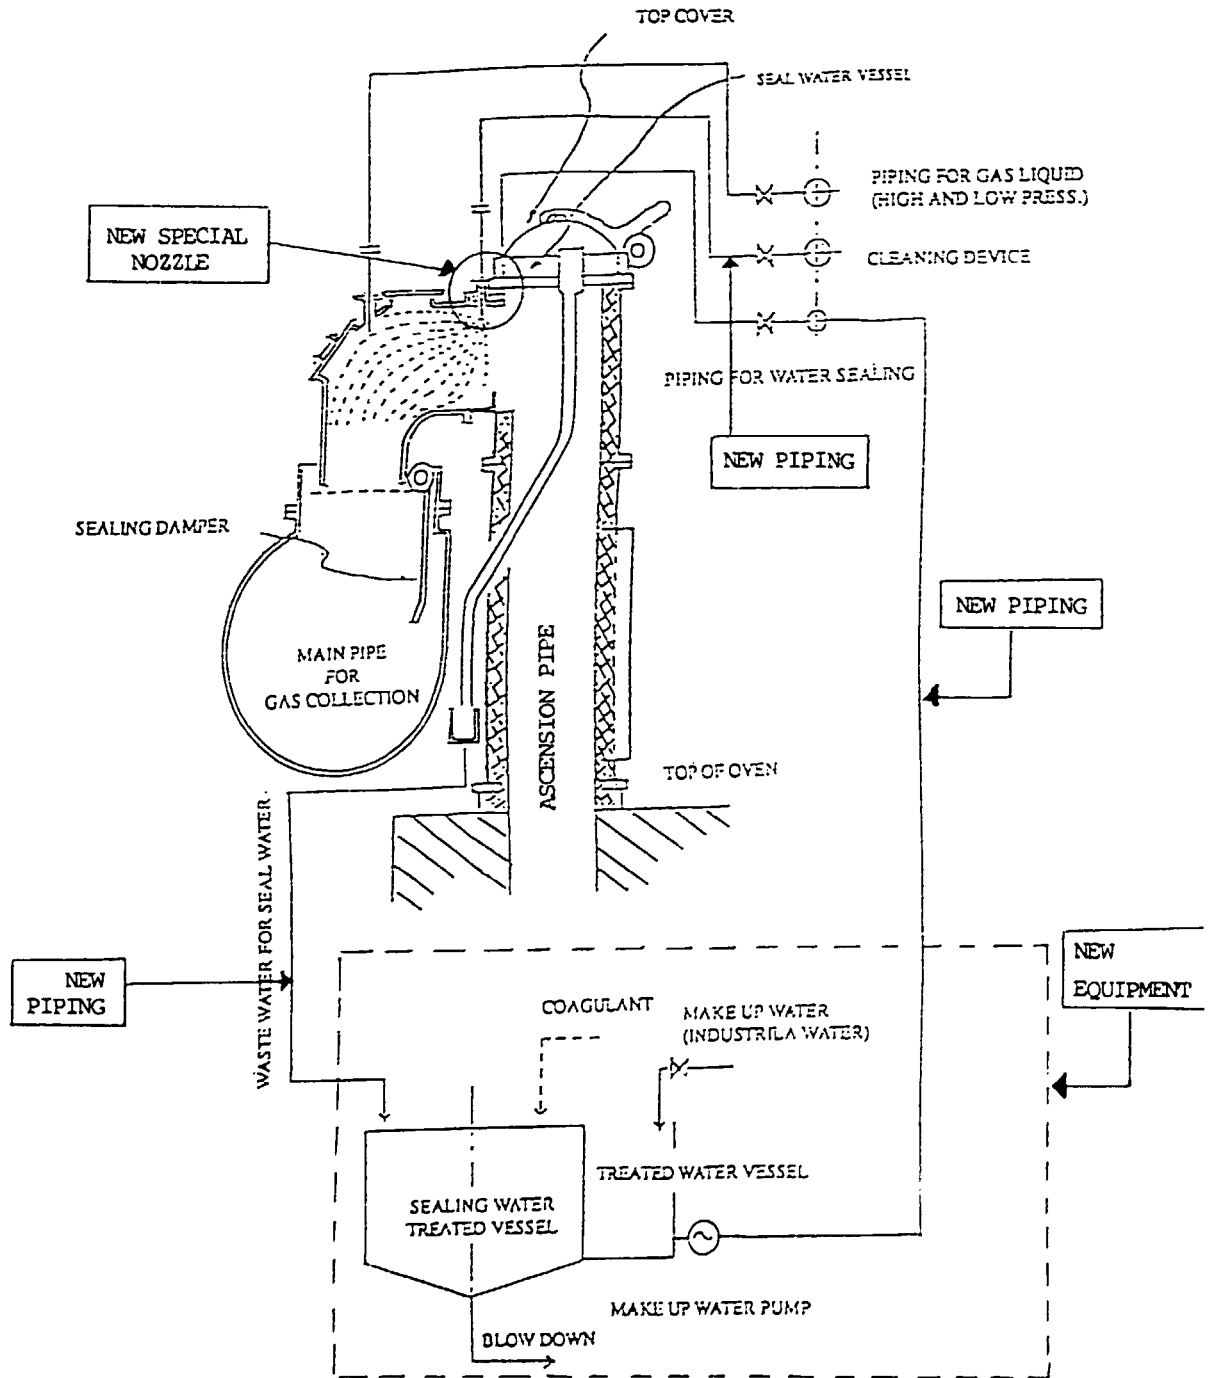 TOP COVER
SEAL WATER VESSEL
PIPING FOR GAS LIQUID
(HIGH AND LOW PRESS.)
NEW SPECIAL
NOZZLE
CLEANING DEVICE
PIPING FOR WATER SEALING
NEW PIPING
SEALING DAMPER
NEW PIPING
MAIN PIPE
FOR
GAS COLLECTION
ASCENSION PIPE
TOP OF OVEN
WASTE WATER FOR SEAL WATER
NEW
PIPING
NEW
EQUIPMENT
COAGULANT
MAKE UP WATER
(INDUSTRILA WATER)
TREATED WATER VESSEL
SEALING WATER
TREATED VESSEL
MAKE UP WATER PUMP
BLOW DOWN